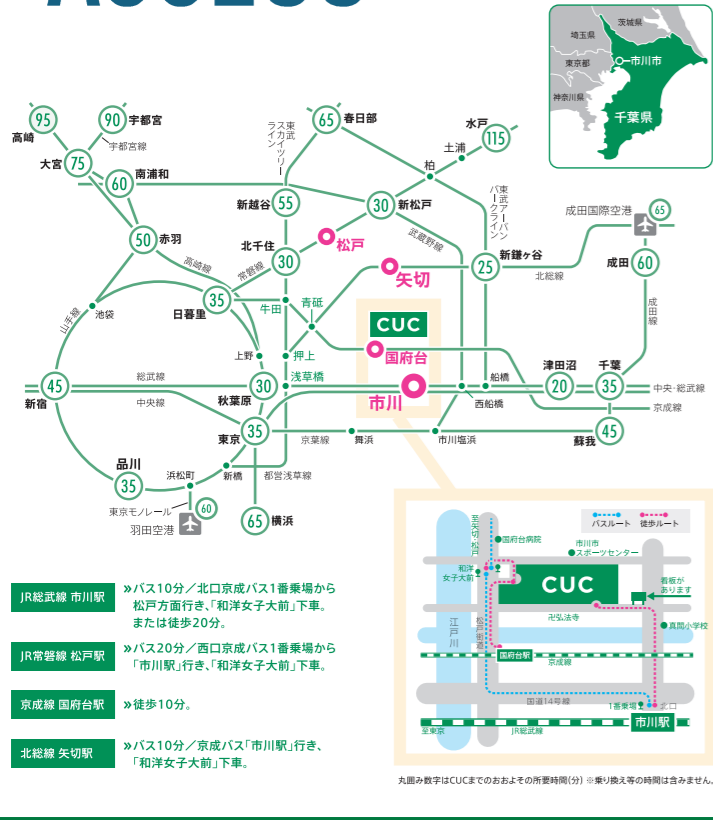 ACCESS
茨城県
埼玉県
東京都
市川市
神奈川県
千葉県
95
高崎
90
宇都宮
宇都宮線
大宮
75
60
南浦和
東武
スカイツリー
ライン
65
春日部
水戸
115
土浦
柏
新越谷
55
30
新松戸
東武アーバン
パークライン
武蔵野線
成田国際空港
65
50
赤羽
高崎線
北千住
30
松戸
常磐線
矢切
25
新鎌ヶ谷
北総線
成田
60
成田線
山手線
池袋
日暮里
35
牛田
青砥
CUC
国府台
上野
押上
浅草橋
船橋
津田沼
20
千葉
35
中央・総武線
京成線
新宿
45
総武線
中央線
秋葉原
30
市川
西船橋
東京
35
京葉線
舞浜
市川塩浜
蘇我
45
品川
35
浜松町
新橋
都営浅草線
東京モノレール
60
羽田空港
65
横浜
JR総武線 市川駅
»バス10分／北口京成バス1番乗場から
松戸方面行き、「和洋女子大前」下車。
または徒歩20分。
JR常磐線 松戸駅
»バス20分／西口京成バス1番乗場から
「市川駅」行き、「和洋女子大前」下車。
京成線 国府台駅
»徒歩10分。
北総線 矢切駅
»バス10分／京成バス「市川駅」行き、
「和洋女子大前」下車。
バスルート
徒歩ルート
至矢切・松戸
国府台病院
市川市
スポーツセンター
和洋
女子大前
CUC
看板が
あります
江戸川
松戸街道
卍弘法寺
真間小学校
国府台駅
京成線
国道14号線
1番乗場
北口
至東京
JR総武線
市川駅
丸囲み数字はCUCまでのおおよその所要時間(分) ※乗り換え等の時間は含みません。